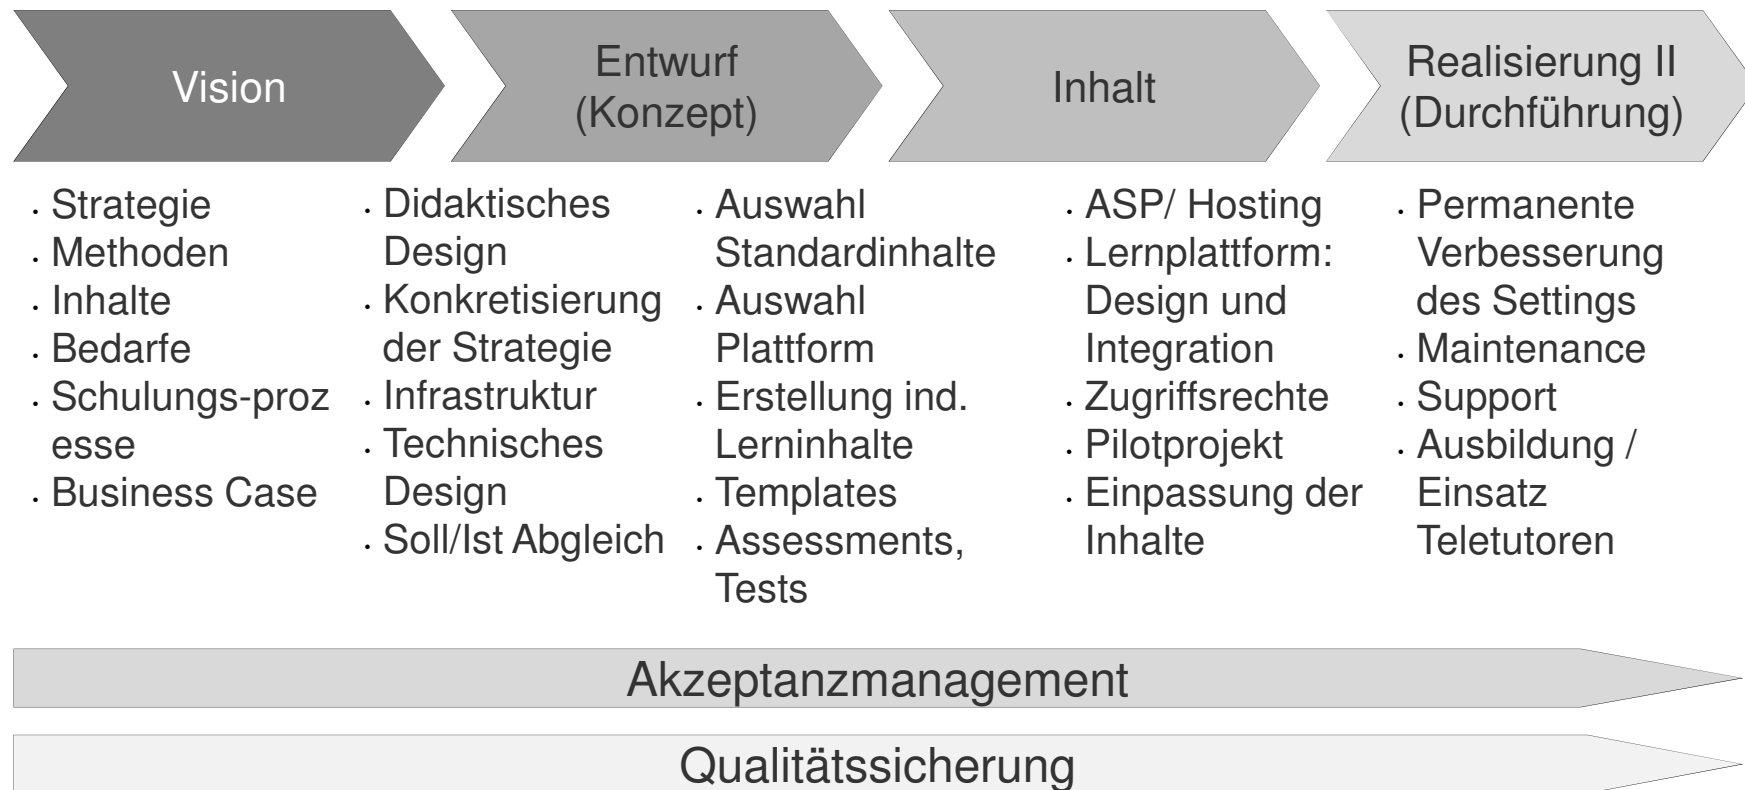 Vision
Entwurf
(Konzept)
Inhalt
Realisierung II
(Durchführung)
· Strategie
· Methoden
· Inhalte
· Bedarfe
· Schulungs-proz
esse
· Business Case
· Didaktisches
Design
· Konkretisierung
der Strategie
· Infrastruktur
· Technisches
Design
· Soll/Ist Abgleich
· Auswahl
Standardinhalte
· Auswahl
Plattform
· Erstellung ind.
Lerninhalte
· Templates
· Assessments,
Tests
· ASP/ Hosting
· Lernplattform:
Design und
Integration
· Zugriffsrechte
· Pilotprojekt
· Einpassung der
Inhalte
· Permanente
Verbesserung
des Settings
· Maintenance
· Support
· Ausbildung /
Einsatz
Teletutoren
Akzeptanzmanagement
Qualitätssicherung